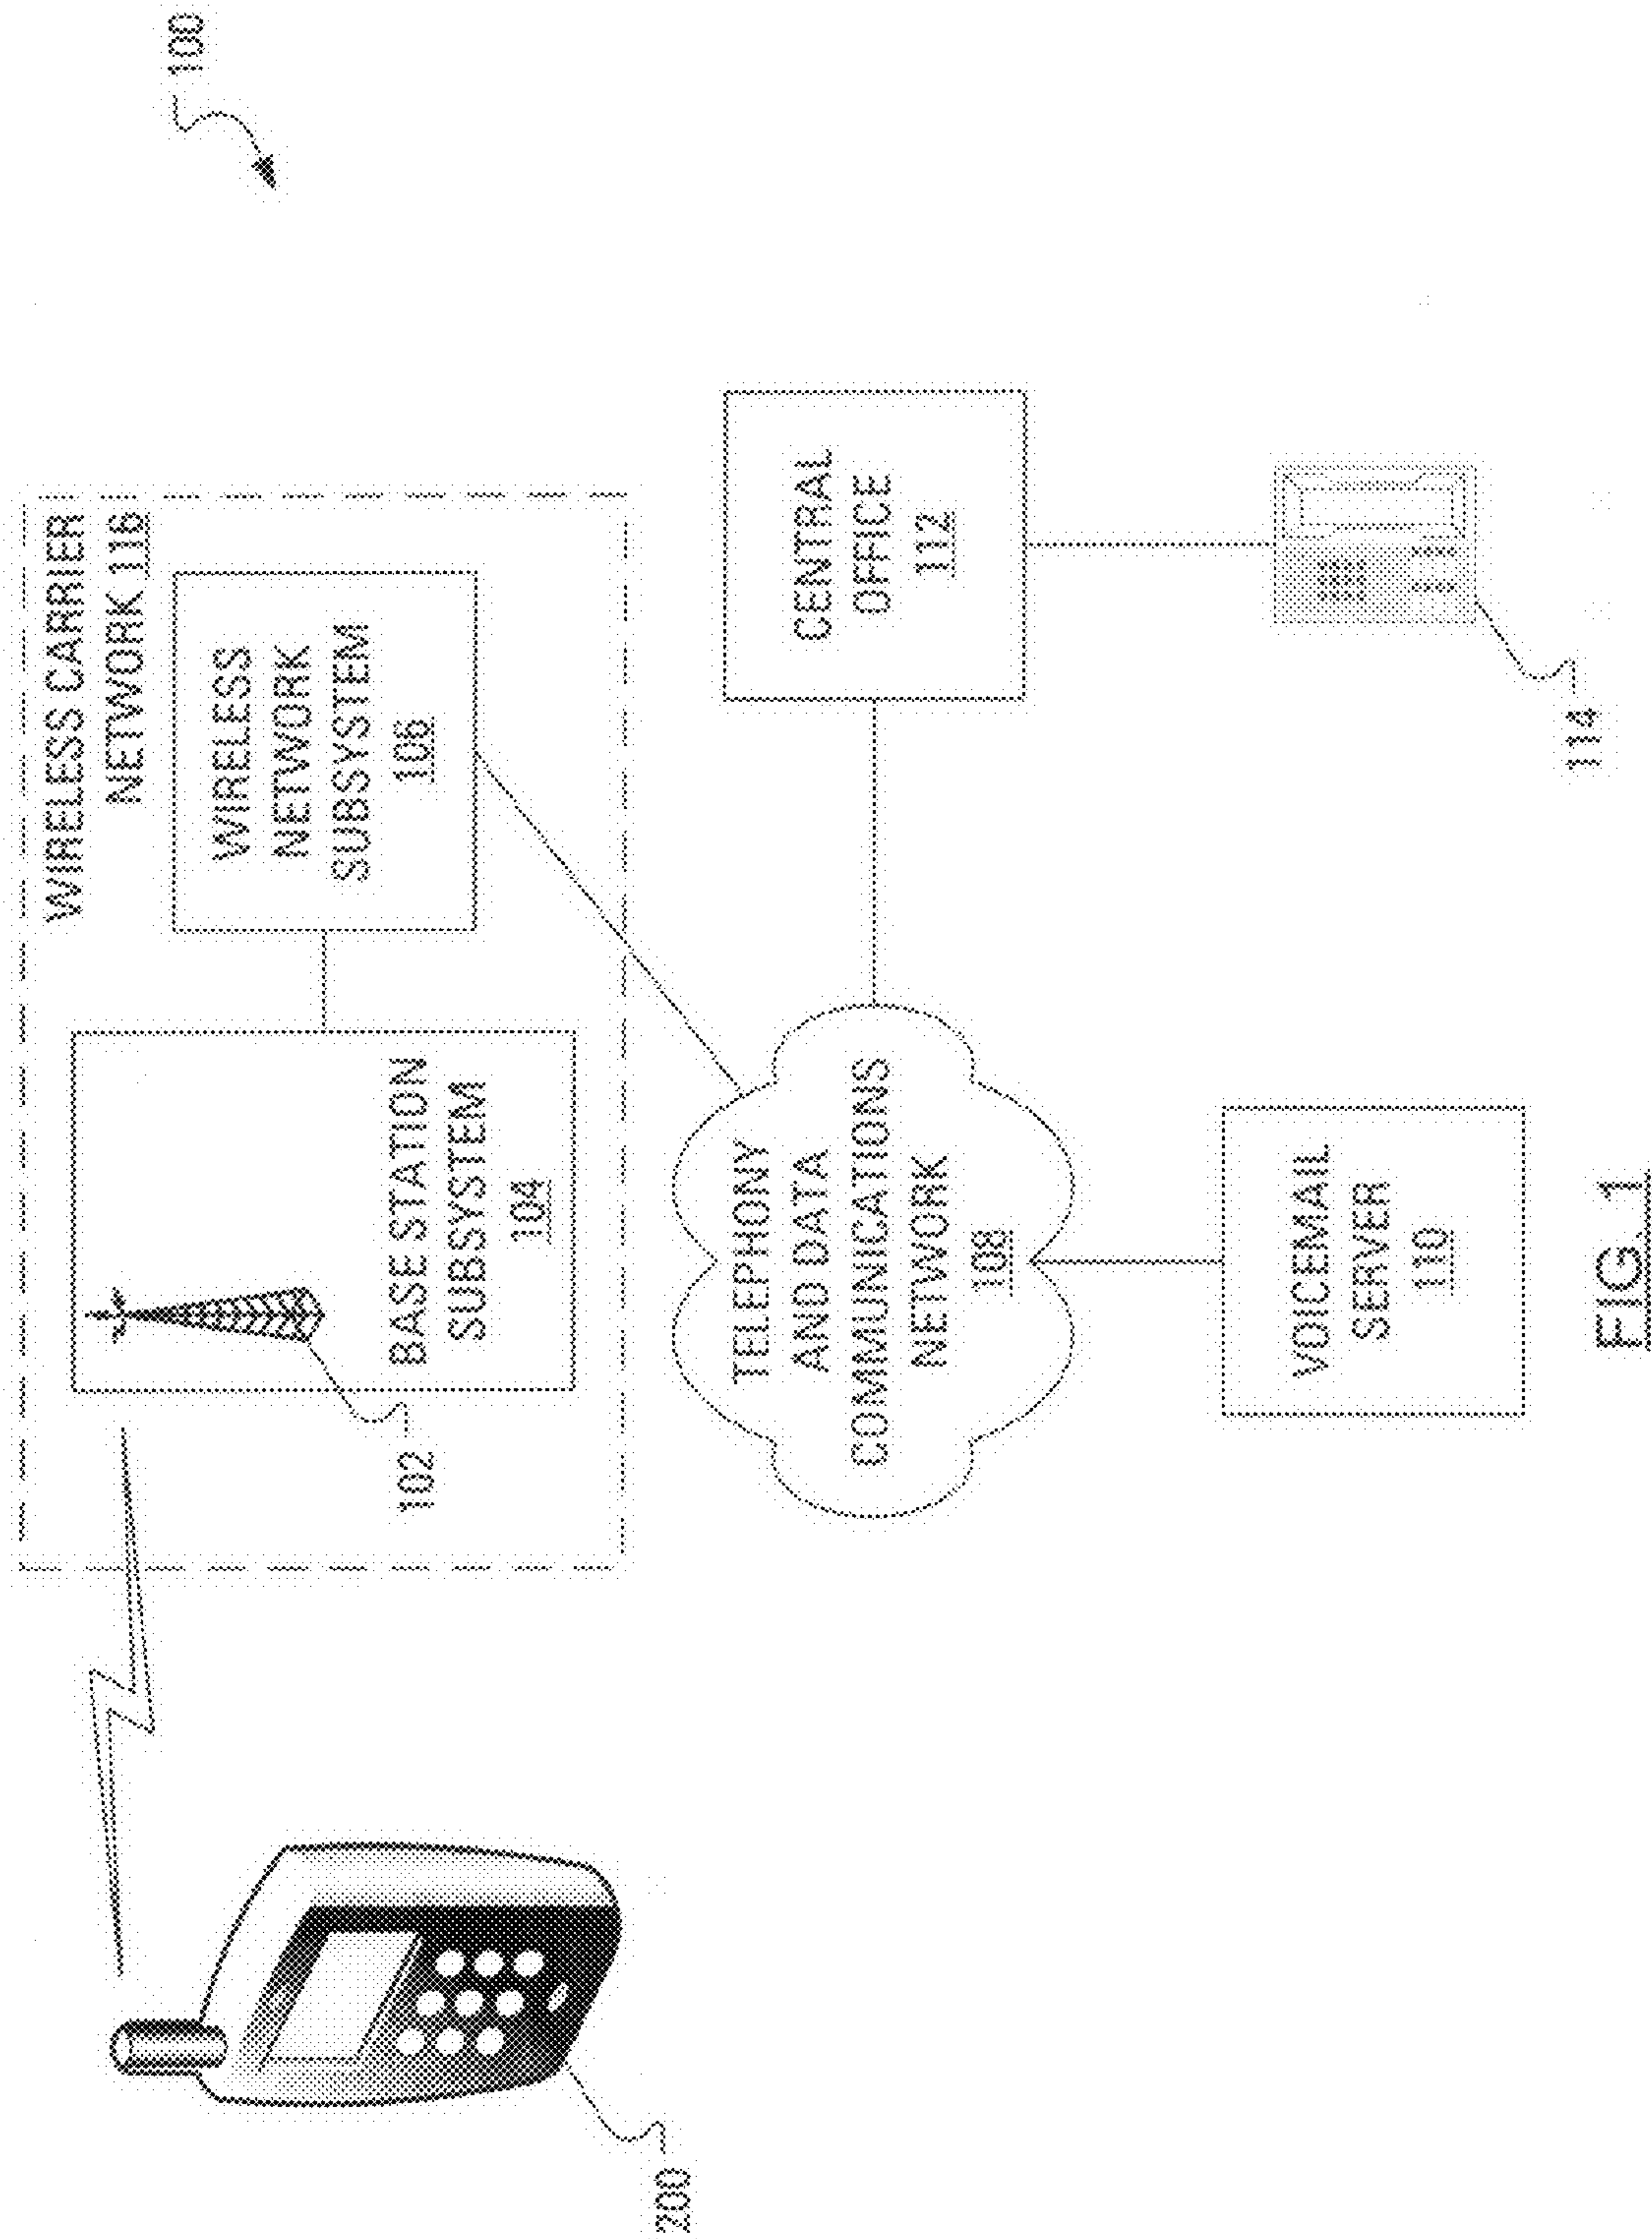 100
WIRELESS CARRIER
NETWORK 116
WIRELESS
NETWORK
SUBSYSTEM
106
BASE STATION
SUBSYSTEM
104
102
200
TELEPHONY
AND DATA
COMMUNICATIONS
NETWORK
108
CENTRAL
OFFICE
112
VOICEMAIL
SERVER
110
114
FIG. 1